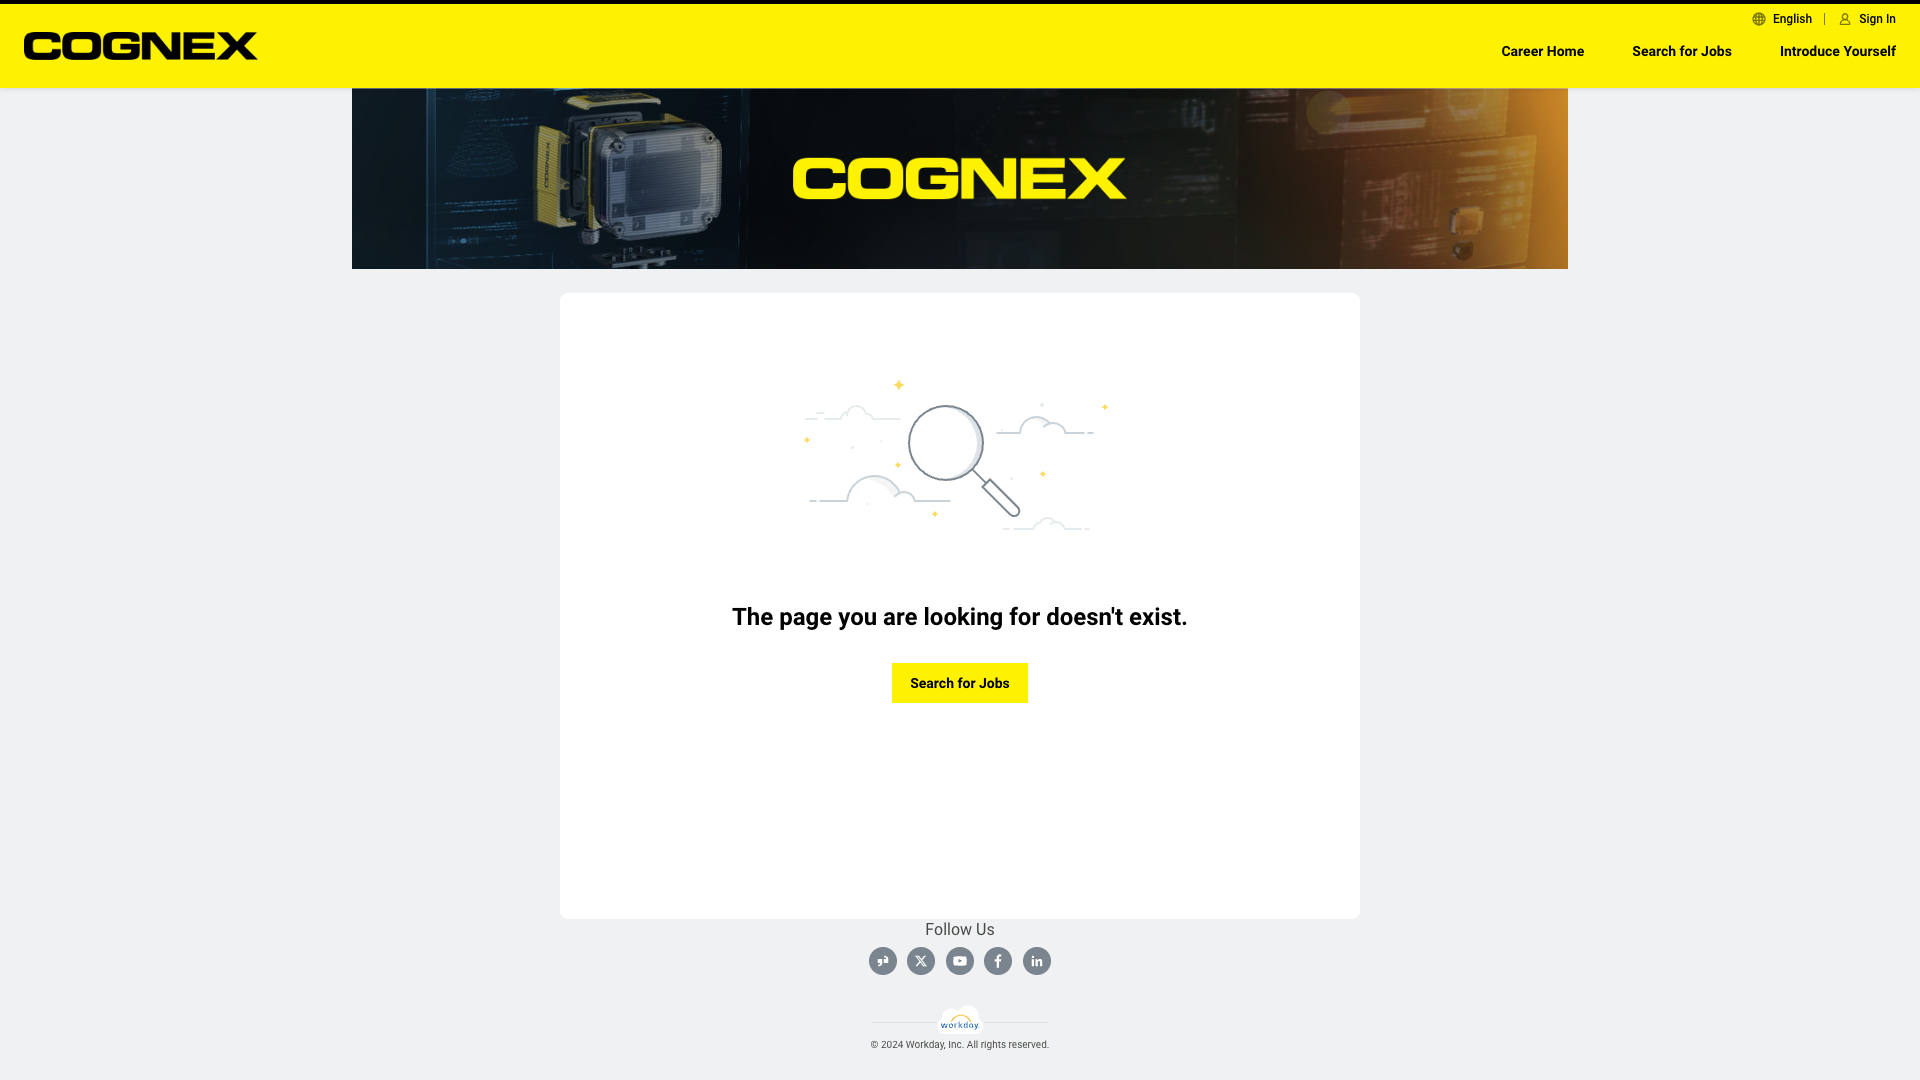 English
Sign In
COGNEX
Career Home
Search for Jobs
Introduce Yourself
COGNEX
COGNEX
The page you are looking for doesn't exist.
Search for Jobs
Follow Us
workday.
© 2024 Workday, Inc. All rights reserved.